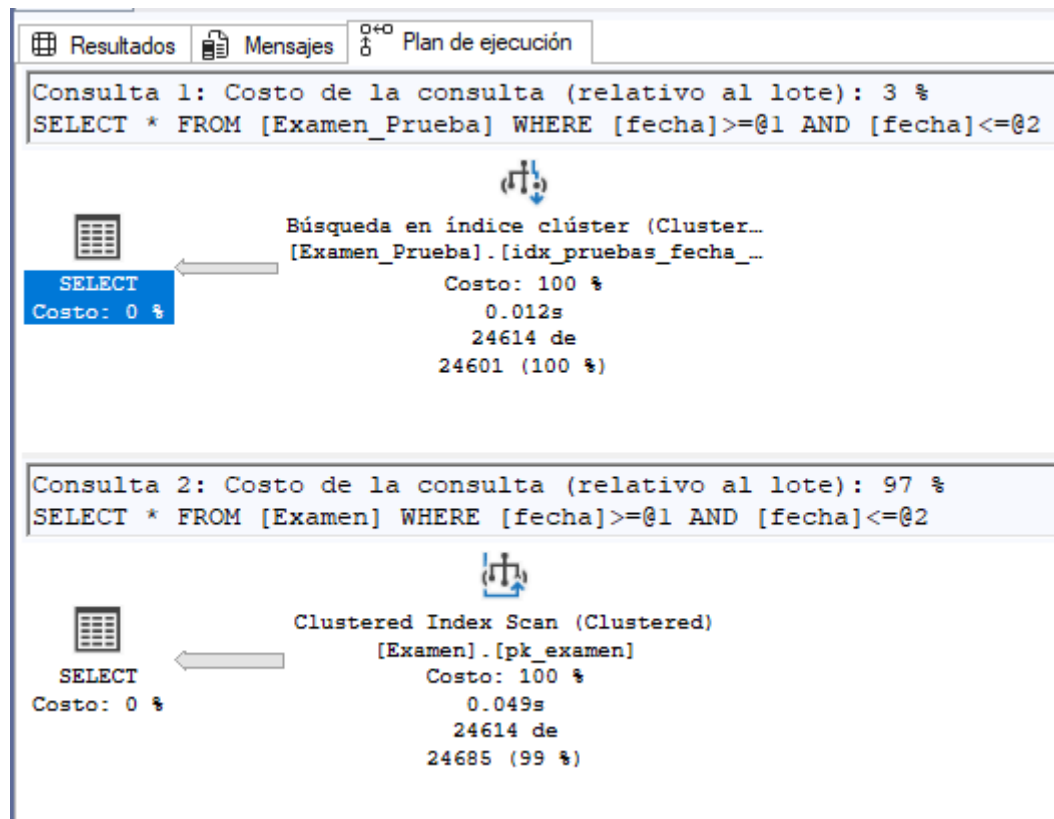 Resultados Mensajes Plan de ejecución
Consulta 1: Costo de la consulta (relativo al lote): 3 %
SELECT * FROM [Examen_Prueba] WHERE [fecha]>=@1 AND [fecha]<=@2
Búsqueda en índice clúster (Cluster…
[Examen_Prueba].[idx_pruebas_fecha_…
SELECT
Costo: 0 %
Costo: 100 %
0.012s
24614 de
24601 (100 %)
Consulta 2: Costo de la consulta (relativo al lote): 97 %
SELECT * FROM [Examen] WHERE [fecha]>=@1 AND [fecha]<=@2
Clustered Index Scan (Clustered)
[Examen].[pk_examen]
SELECT
Costo: 0 %
Costo: 100 %
0.049s
24614 de
24685 (99 %)